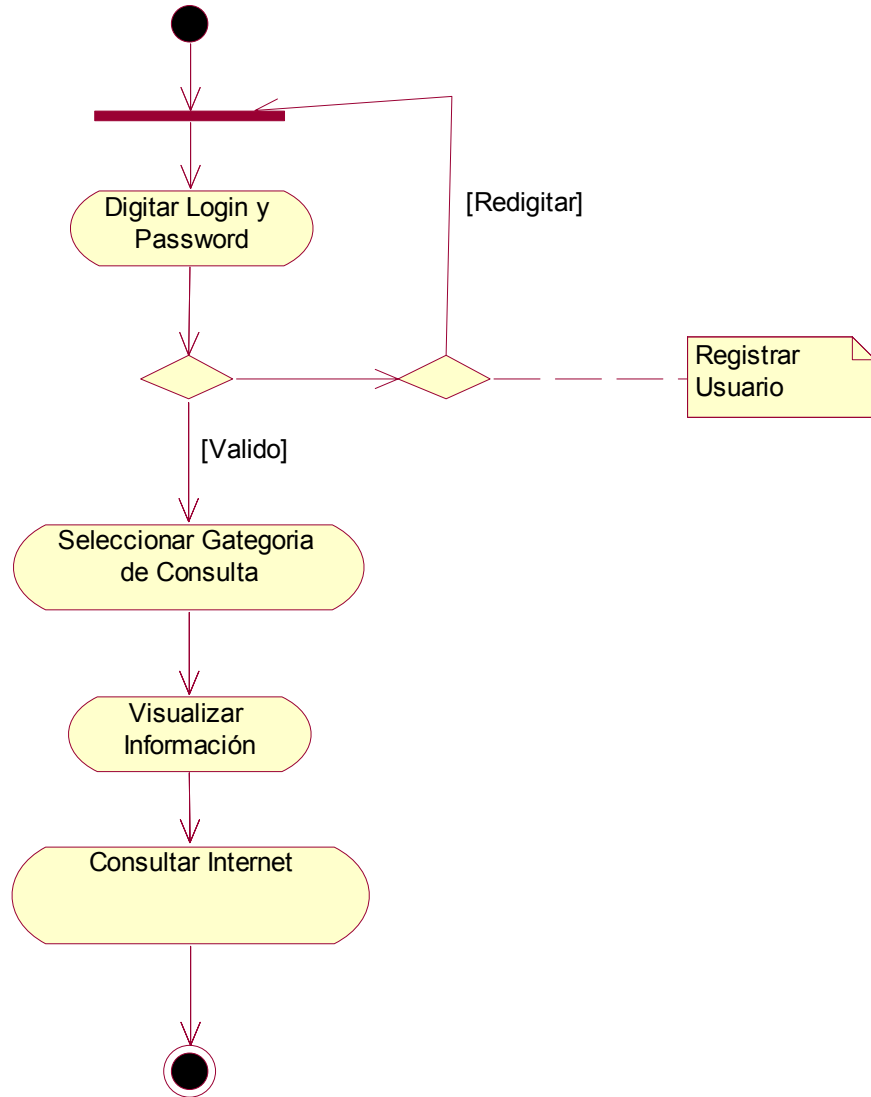 Digitar Login y
Password
[Redigitar]
Registrar
Usuario
[Valido]
Seleccionar Gategoria
de Consulta
Visualizar
Información
Consultar Internet